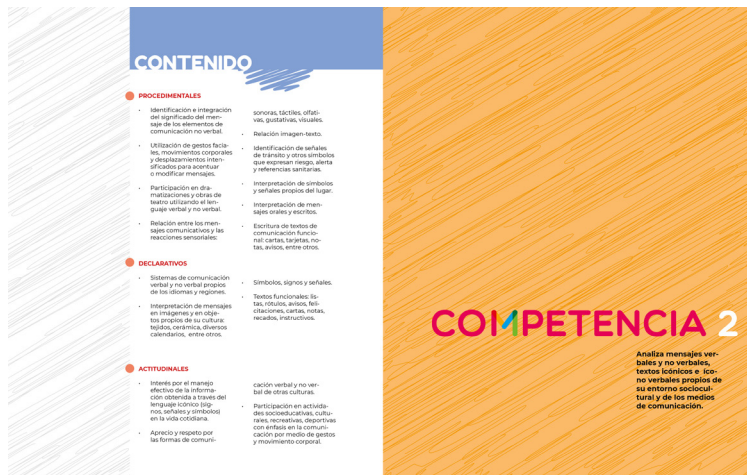 CONTENIDO
PROCEDIMENTALES
• Identificación e integración
del significado del men-
saje de los elementos de
comunicación no verbal.
• Utilización de gestos facia-
les, movimientos corporales
y desplazamientos inten-
sificados para acentuar
o modificar mensajes.
• Participación en dra-
matizaciones y obras de
teatro utilizando el len-
guaje verbal y no verbal.
• Relación entre los men-
sajes comunicativos y las
reacciones sensoriales:
sonoras, táctiles, olfati-
vas, gustativas, visuales.
• Relación imagen-texto.
• Identificación de señales
de tránsito y otros símbolos
que expresan riesgo, alerta
y referencias sanitarias.
• Interpretación de símbolos
y señales propios del lugar.
• Interpretación de men-
sajes orales y escritos.
• Escritura de textos de
comunicación funcio-
nal: cartas, tarjetas, no-
tas, avisos, entre otros.
DECLARATIVOS
• Sistemas de comunicación
verbal y no verbal propios
de los idiomas y regiones.
• Interpretación de mensajes
en imágenes y en obje-
tos propios de su cultura:
tejidos, cerámica, diversos
calendarios, entre otros.
• Símbolos, signos y señales.
• Textos funcionales: lis-
tas, rótulos, avisos, feli-
citaciones, cartas, notas,
recados, instructivos.
ACTITUDINALES
• Interés por el manejo
efectivo de la informa-
ción obtenida a través del
lenguaje icónico (sig-
nos, señales y símbolos)
en la vida cotidiana.
• Aprecio y respeto por
las formas de comuni-
cación verbal y no ver-
bal de otras culturas.
• Participación en activida-
des socioeducativas, cultu-
rales, recreativas, deportivas
con énfasis en la comuni-
cación por medio de gestos
y movimiento corporal.
COMPETENCIA 2
Analiza mensajes ver-
bales y no verbales,
textos icónicos e íco-
no verbales propios de
su entorno sociocul-
tural y de los medios
de comunicación.